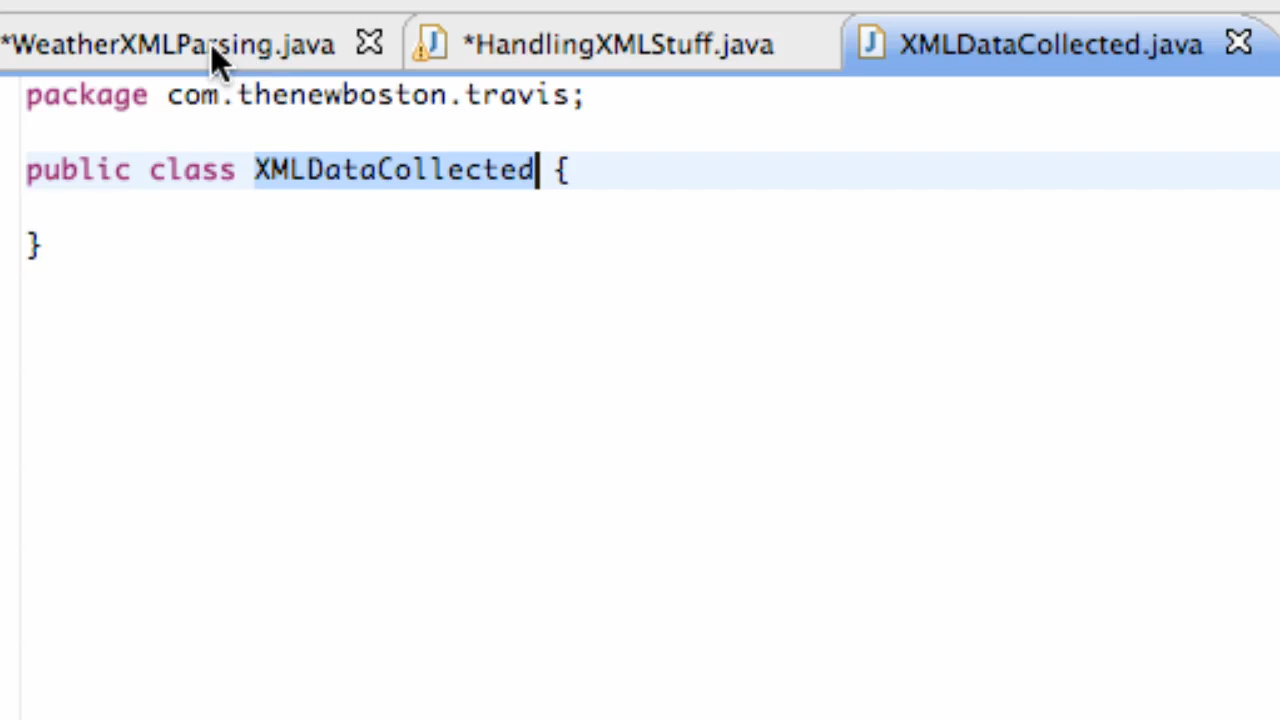 *WeatherXMLParsing.java *HandlingXMLStuff.java XMLDataCollected.java
package com.thenewboston.travis;
public class XMLDataCollected {
}